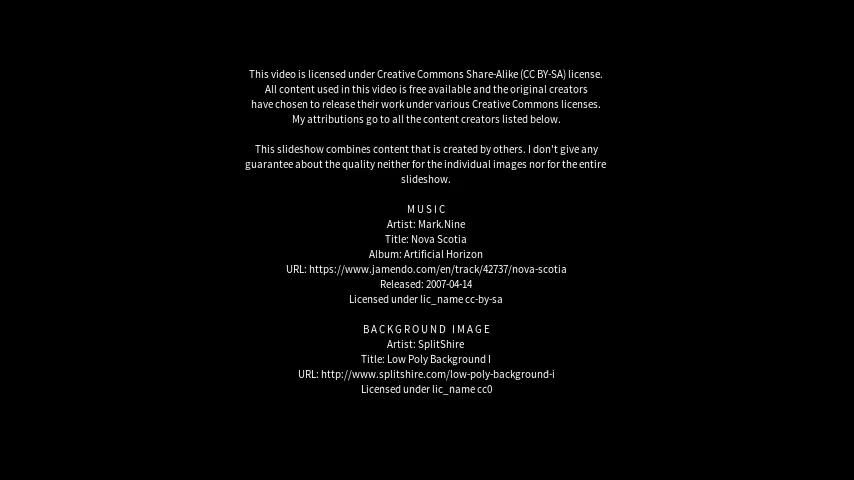 This video is licensed under Creative Commons Share-Alike (CC BY-SA) license.
All content used in this video is free available and the original creators
have chosen to release their work under various Creative Commons licenses.
My attributions go to all the content creators listed below.
This slideshow combines content that is created by others. I don't give any
guarantee about the quality neither for the individual images nor for the entire
slideshow.
MUSIC
Artist: Mark.Nine
Title: Nova Scotia
Album: Artificial Horizon
URL: https://www.jamendo.com/en/track/42737/nova-scotia
Released: 2007-04-14
Licensed under lic_name cc-by-sa
BACKGROUND IMAGE
Artist: SplitShire
Title: Low Poly Background I
URL: http://www.splitshire.com/low-poly-background-i
Licensed under lic_name cc0